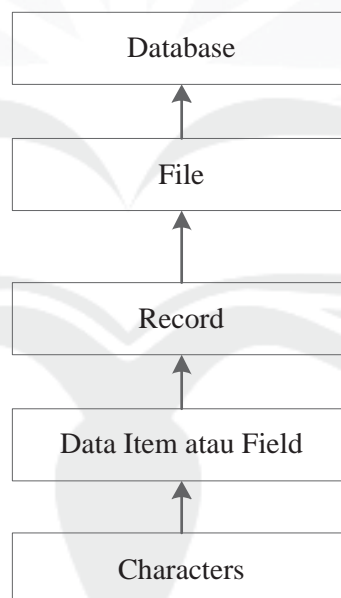 Database
File
Record
Data Item atau Field
Characters